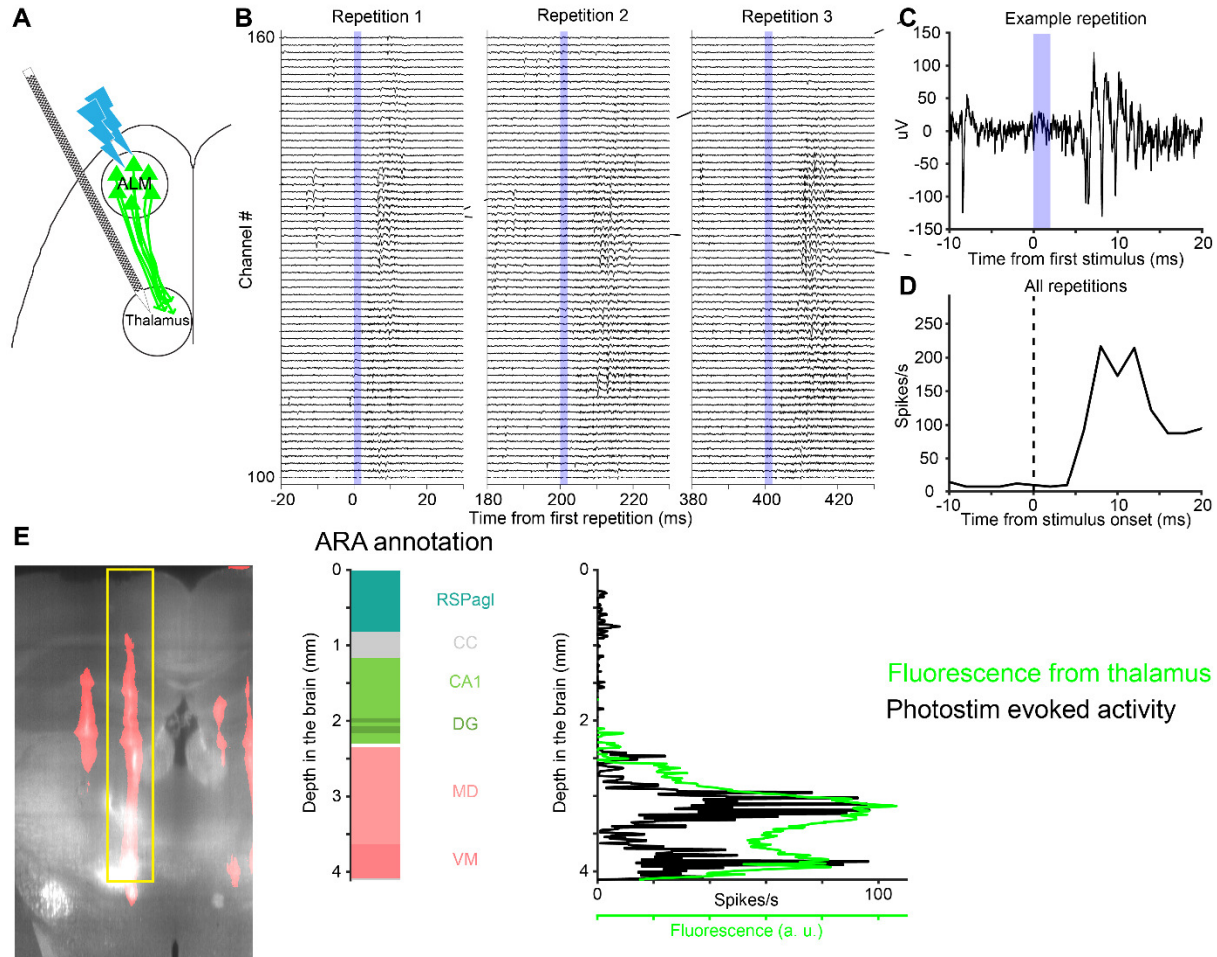 A
ALM
Thalamus
B
Repetition 1
Repetition 2
Repetition 3
160
Channel #
100
-20
0
20
180
200
220
380
400
420
Time from first repetition (ms)
C
Example repetition
150
100
50
0
-50
-100
-150
uV
-10
0
10
20
Time from first stimulus (ms)
D
All repetitions
250
200
150
100
50
0
Spikes/s
-10
0
10
20
Time from stimulus onset (ms)
E
ARA annotation
0
1
2
3
4
Depth in the brain (mm)
RSPagl
CC
CA1
DG
MD
VM
0
2
4
Depth in the brain (mm)
0
100
Spikes/s
Fluorescence (a. u.)
Fluorescence from thalamus
Photostim evoked activity